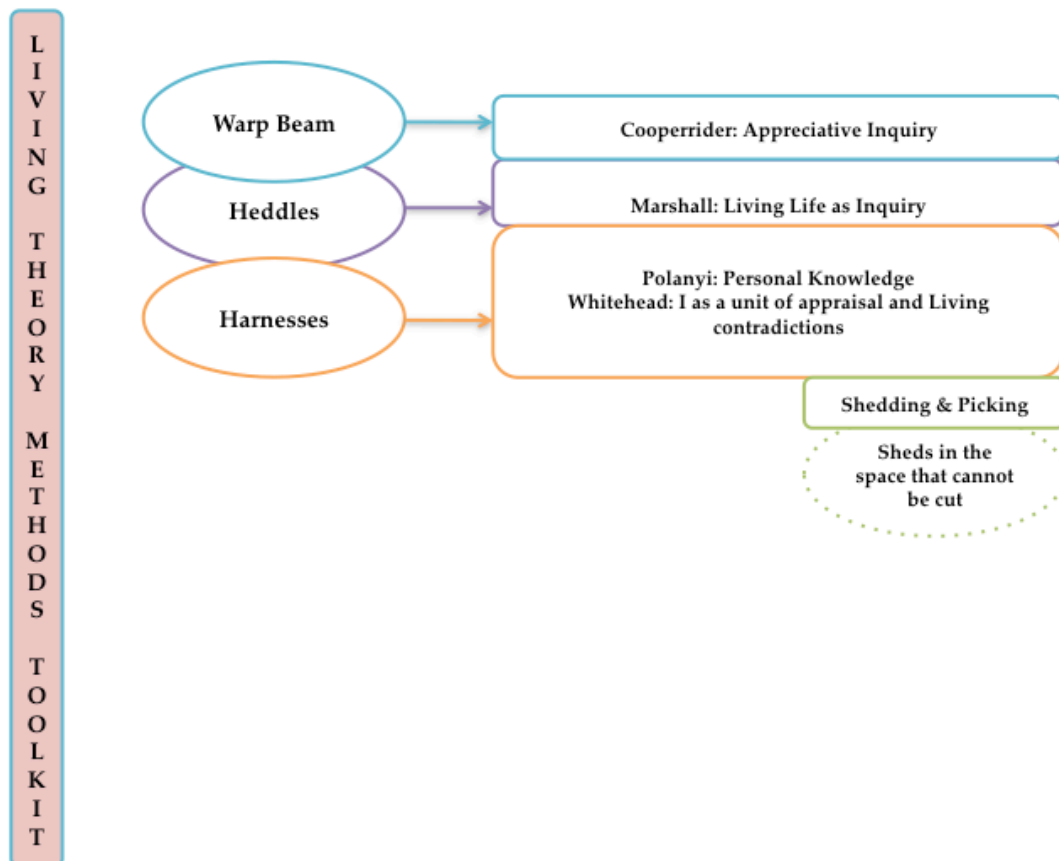 LIVING THEORY METHODS TOOLKIT
Warp Beam
Cooperrider: Appreciative Inquiry
Heddles
Marshall: Living Life as Inquiry
Harnesses
Polanyi: Personal Knowledge
Whitehead: I as a unit of appraisal and Living
contradictions
Shedding & Picking
Sheds in the
space that cannot
be cut